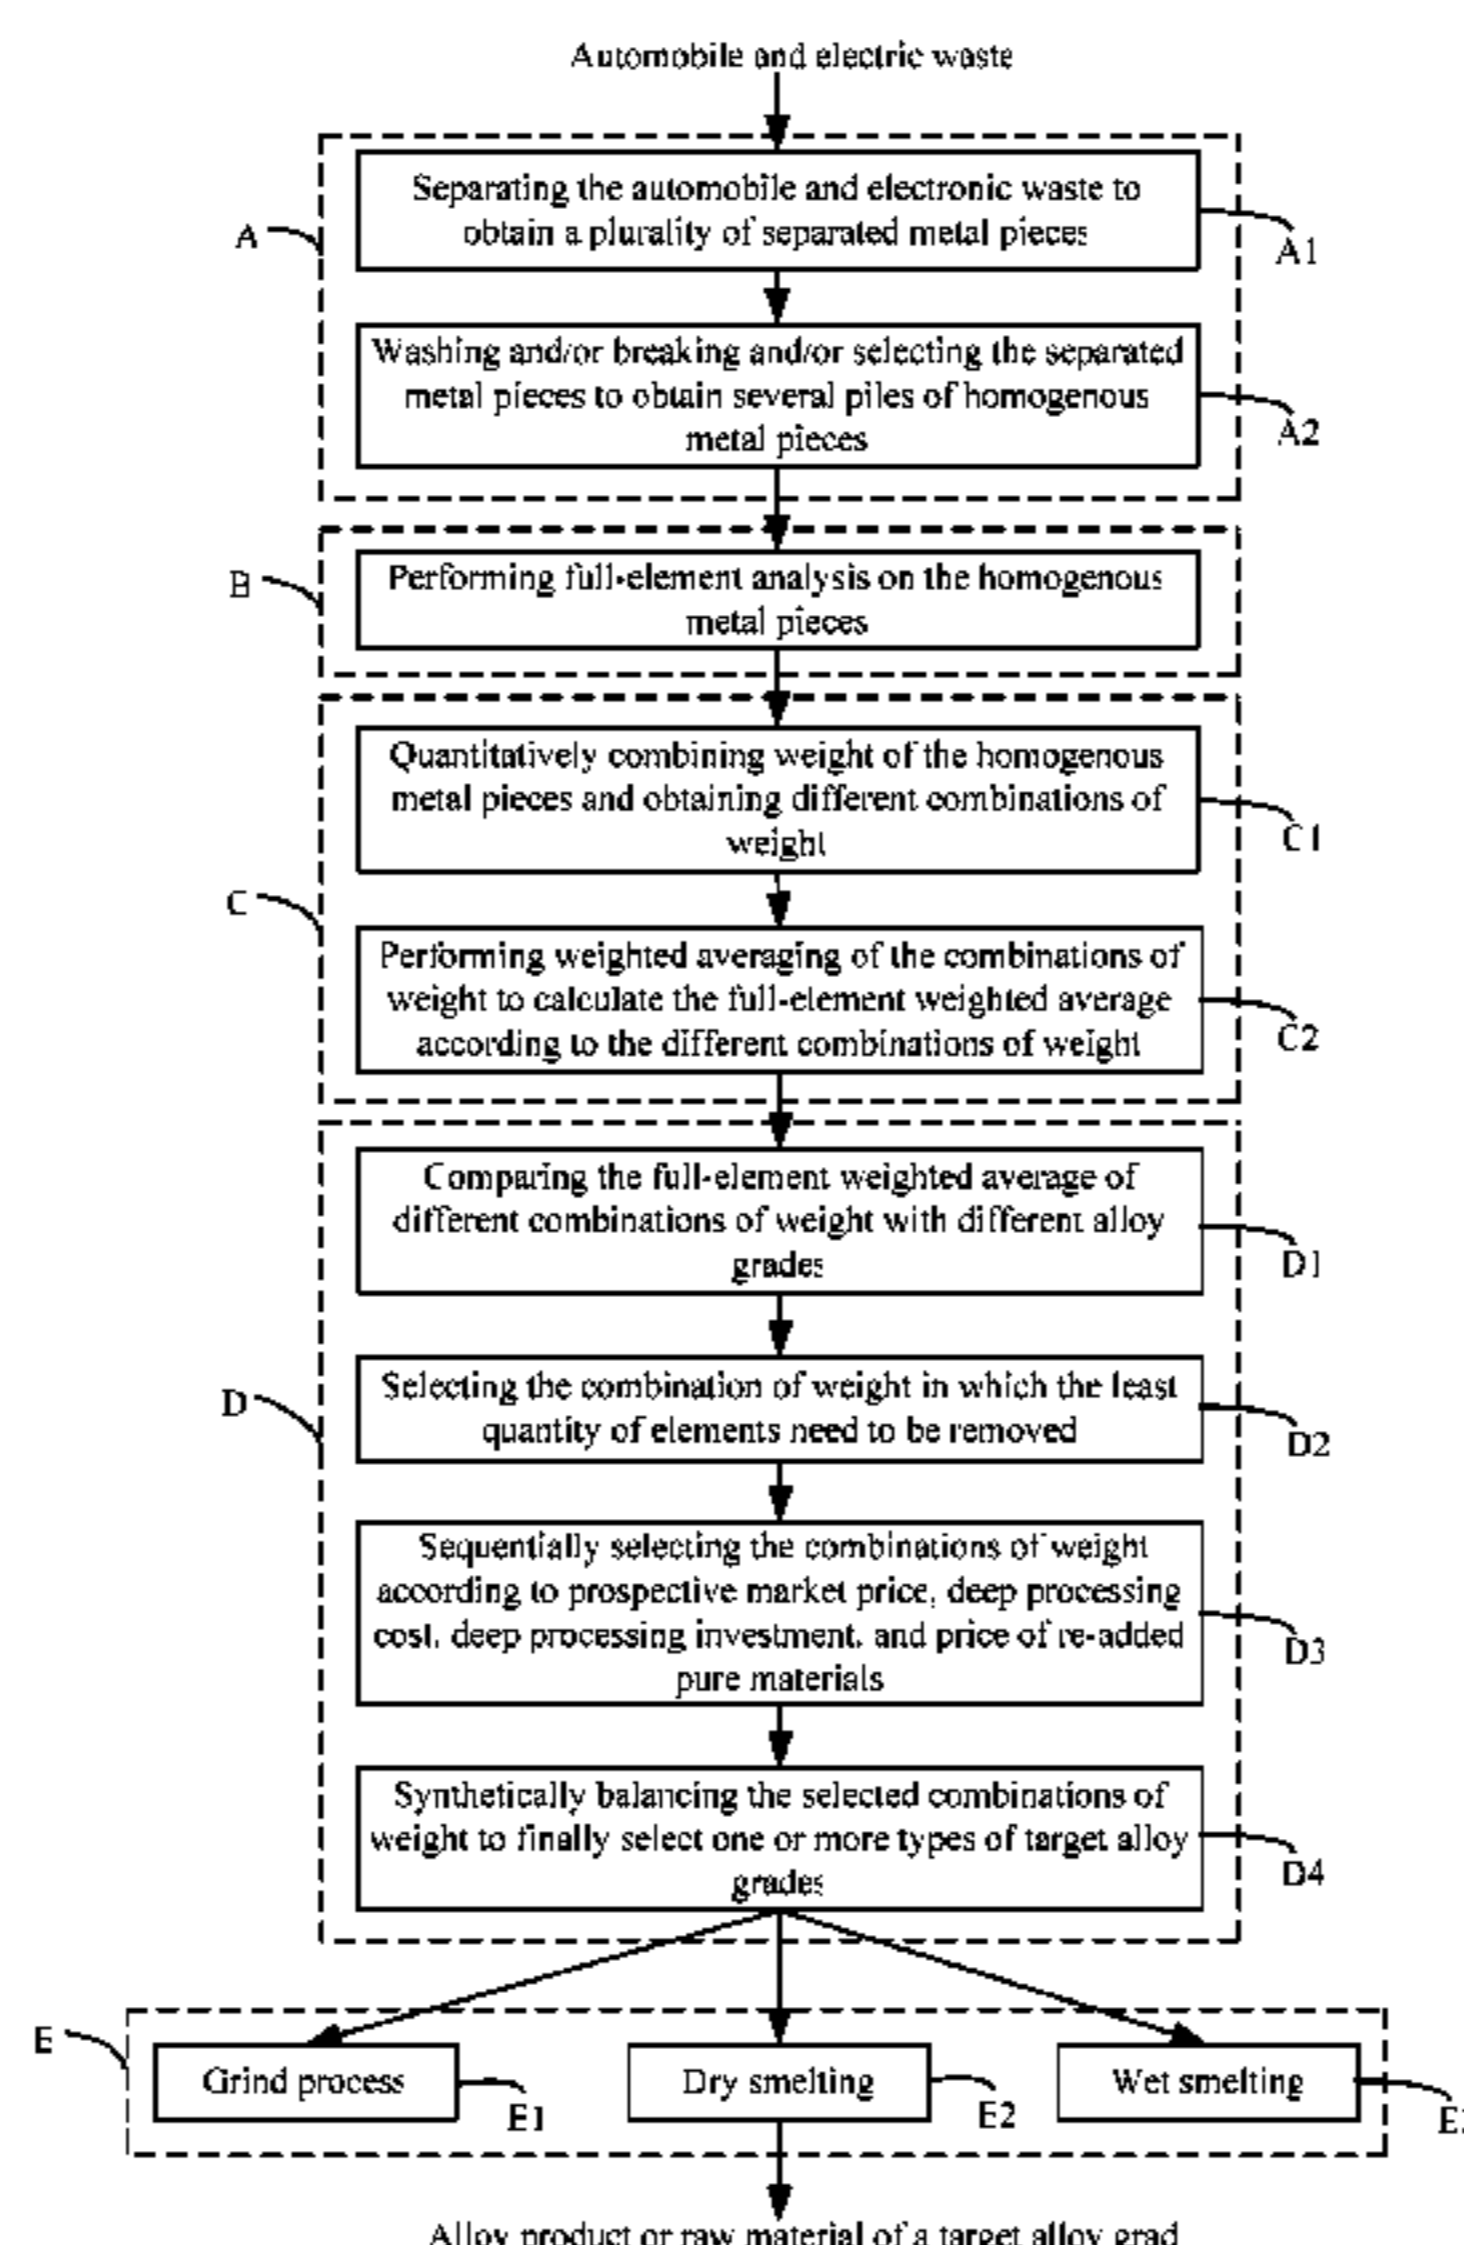 Automobile and electric waste
Separating the automobile and electronic waste to
obtain a plurality of separated metal pieces
A
A1
Washing and/or breaking and/or selecting the separated
metal pieces to obtain several piles of homogenous
metal pieces
A2
Performing full-element analysis on the homogenous
metal pieces
B
Quantitatively combining weight of the homogenous
metal pieces and obtaining different combinations of
weight
C1
C
Performing weighted averaging of the combinations of
weight to calculate the full-element weighted average
according to the different combinations of weight
C2
Comparing the full-element weighted average of
different combinations of weight with different alloy
grades
D1
D
Selecting the combination of weight in which the least
quantity of elements need to be removed
D2
Sequentially selecting the combinations of weight
according to prospective market price, deep processing
cost, deep processing investment, and price of re-added
pure materials
D3
Synthetically balancing the selected combinations of
weight to finally select one or more types of target alloy
grades
D4
E
Grind process
E1
Dry smelting
E2
Wet smelting
Alloy product or raw material of a target alloy grad